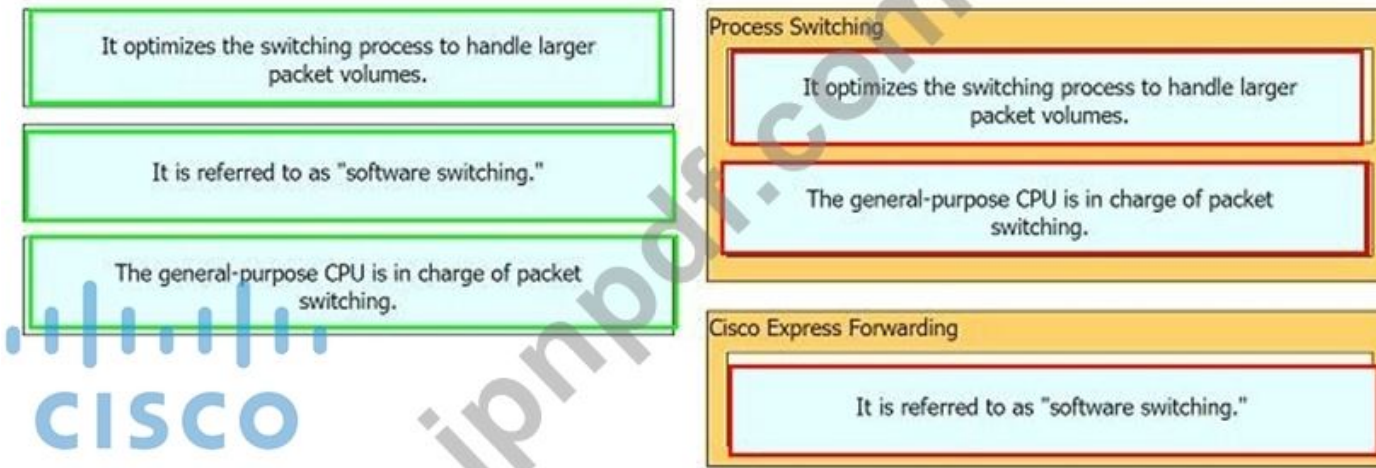 It optimizes the switching process to handle larger
packet volumes.
It is referred to as "software switching."
The general-purpose CPU is in charge of packet
switching.
CISCO
Process Switching
It optimizes the switching process to handle larger
packet volumes.
The general-purpose CPU is in charge of packet
switching.
Cisco Express Forwarding
It is referred to as "software switching."
jpnpdf.com